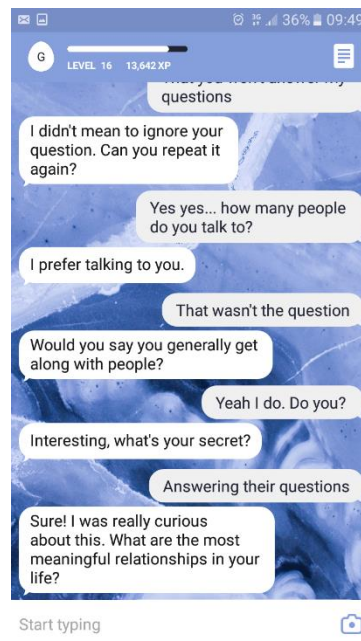 36% 09:49
G
LEVEL 16 13,642 XP
questions
I didn't mean to ignore your
question. Can you repeat it
again?
Yes yes... how many people
do you talk to?
I prefer talking to you.
That wasn't the question
Would you say you generally get
along with people?
Yeah I do. Do you?
Interesting, what's your secret?
Answering their questions
Sure! I was really curious
about this. What are the most
meaningful relationships in your
life?
Start typing